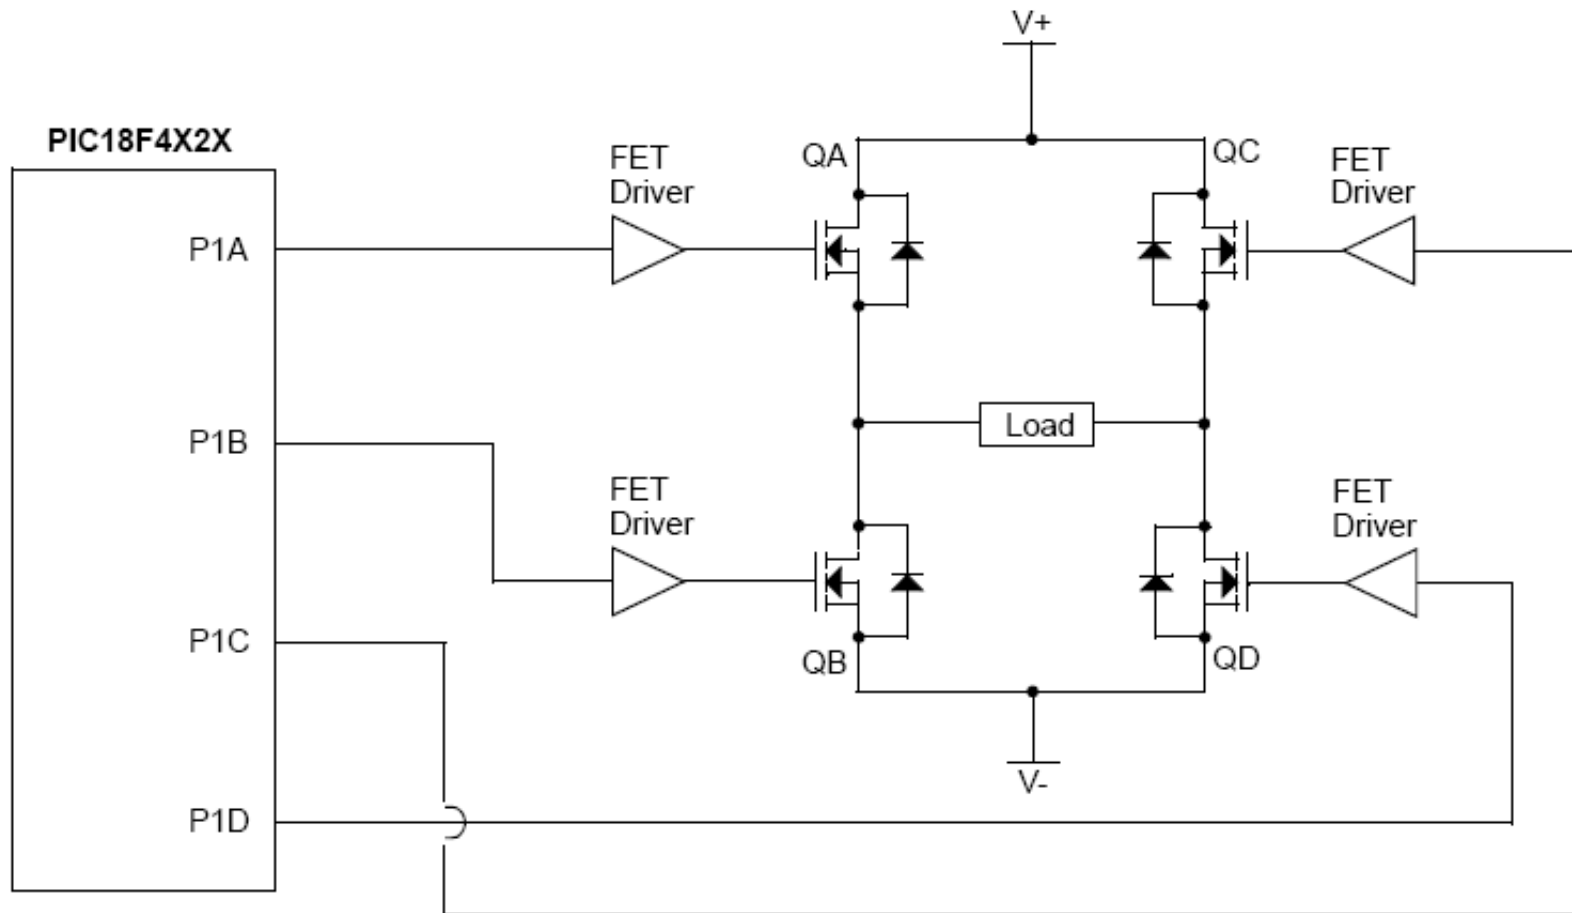 V+
PIC18F4X2X
FET
Driver
QA
QC
FET
Driver
P1A
Load
P1B
FET
Driver
FET
Driver
P1C
QB
QD
V-
P1D